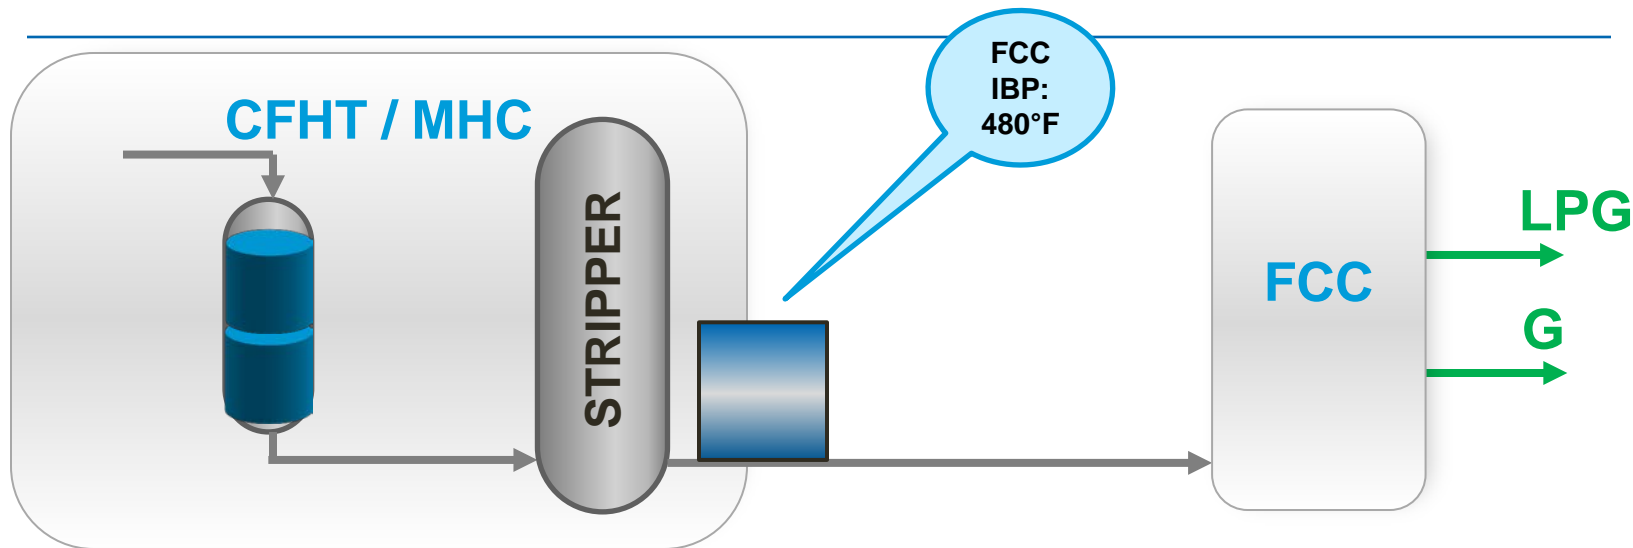 FCC
IBP:
480°F
CFHT / MHC
STRIPPER
FCC
LPG
G